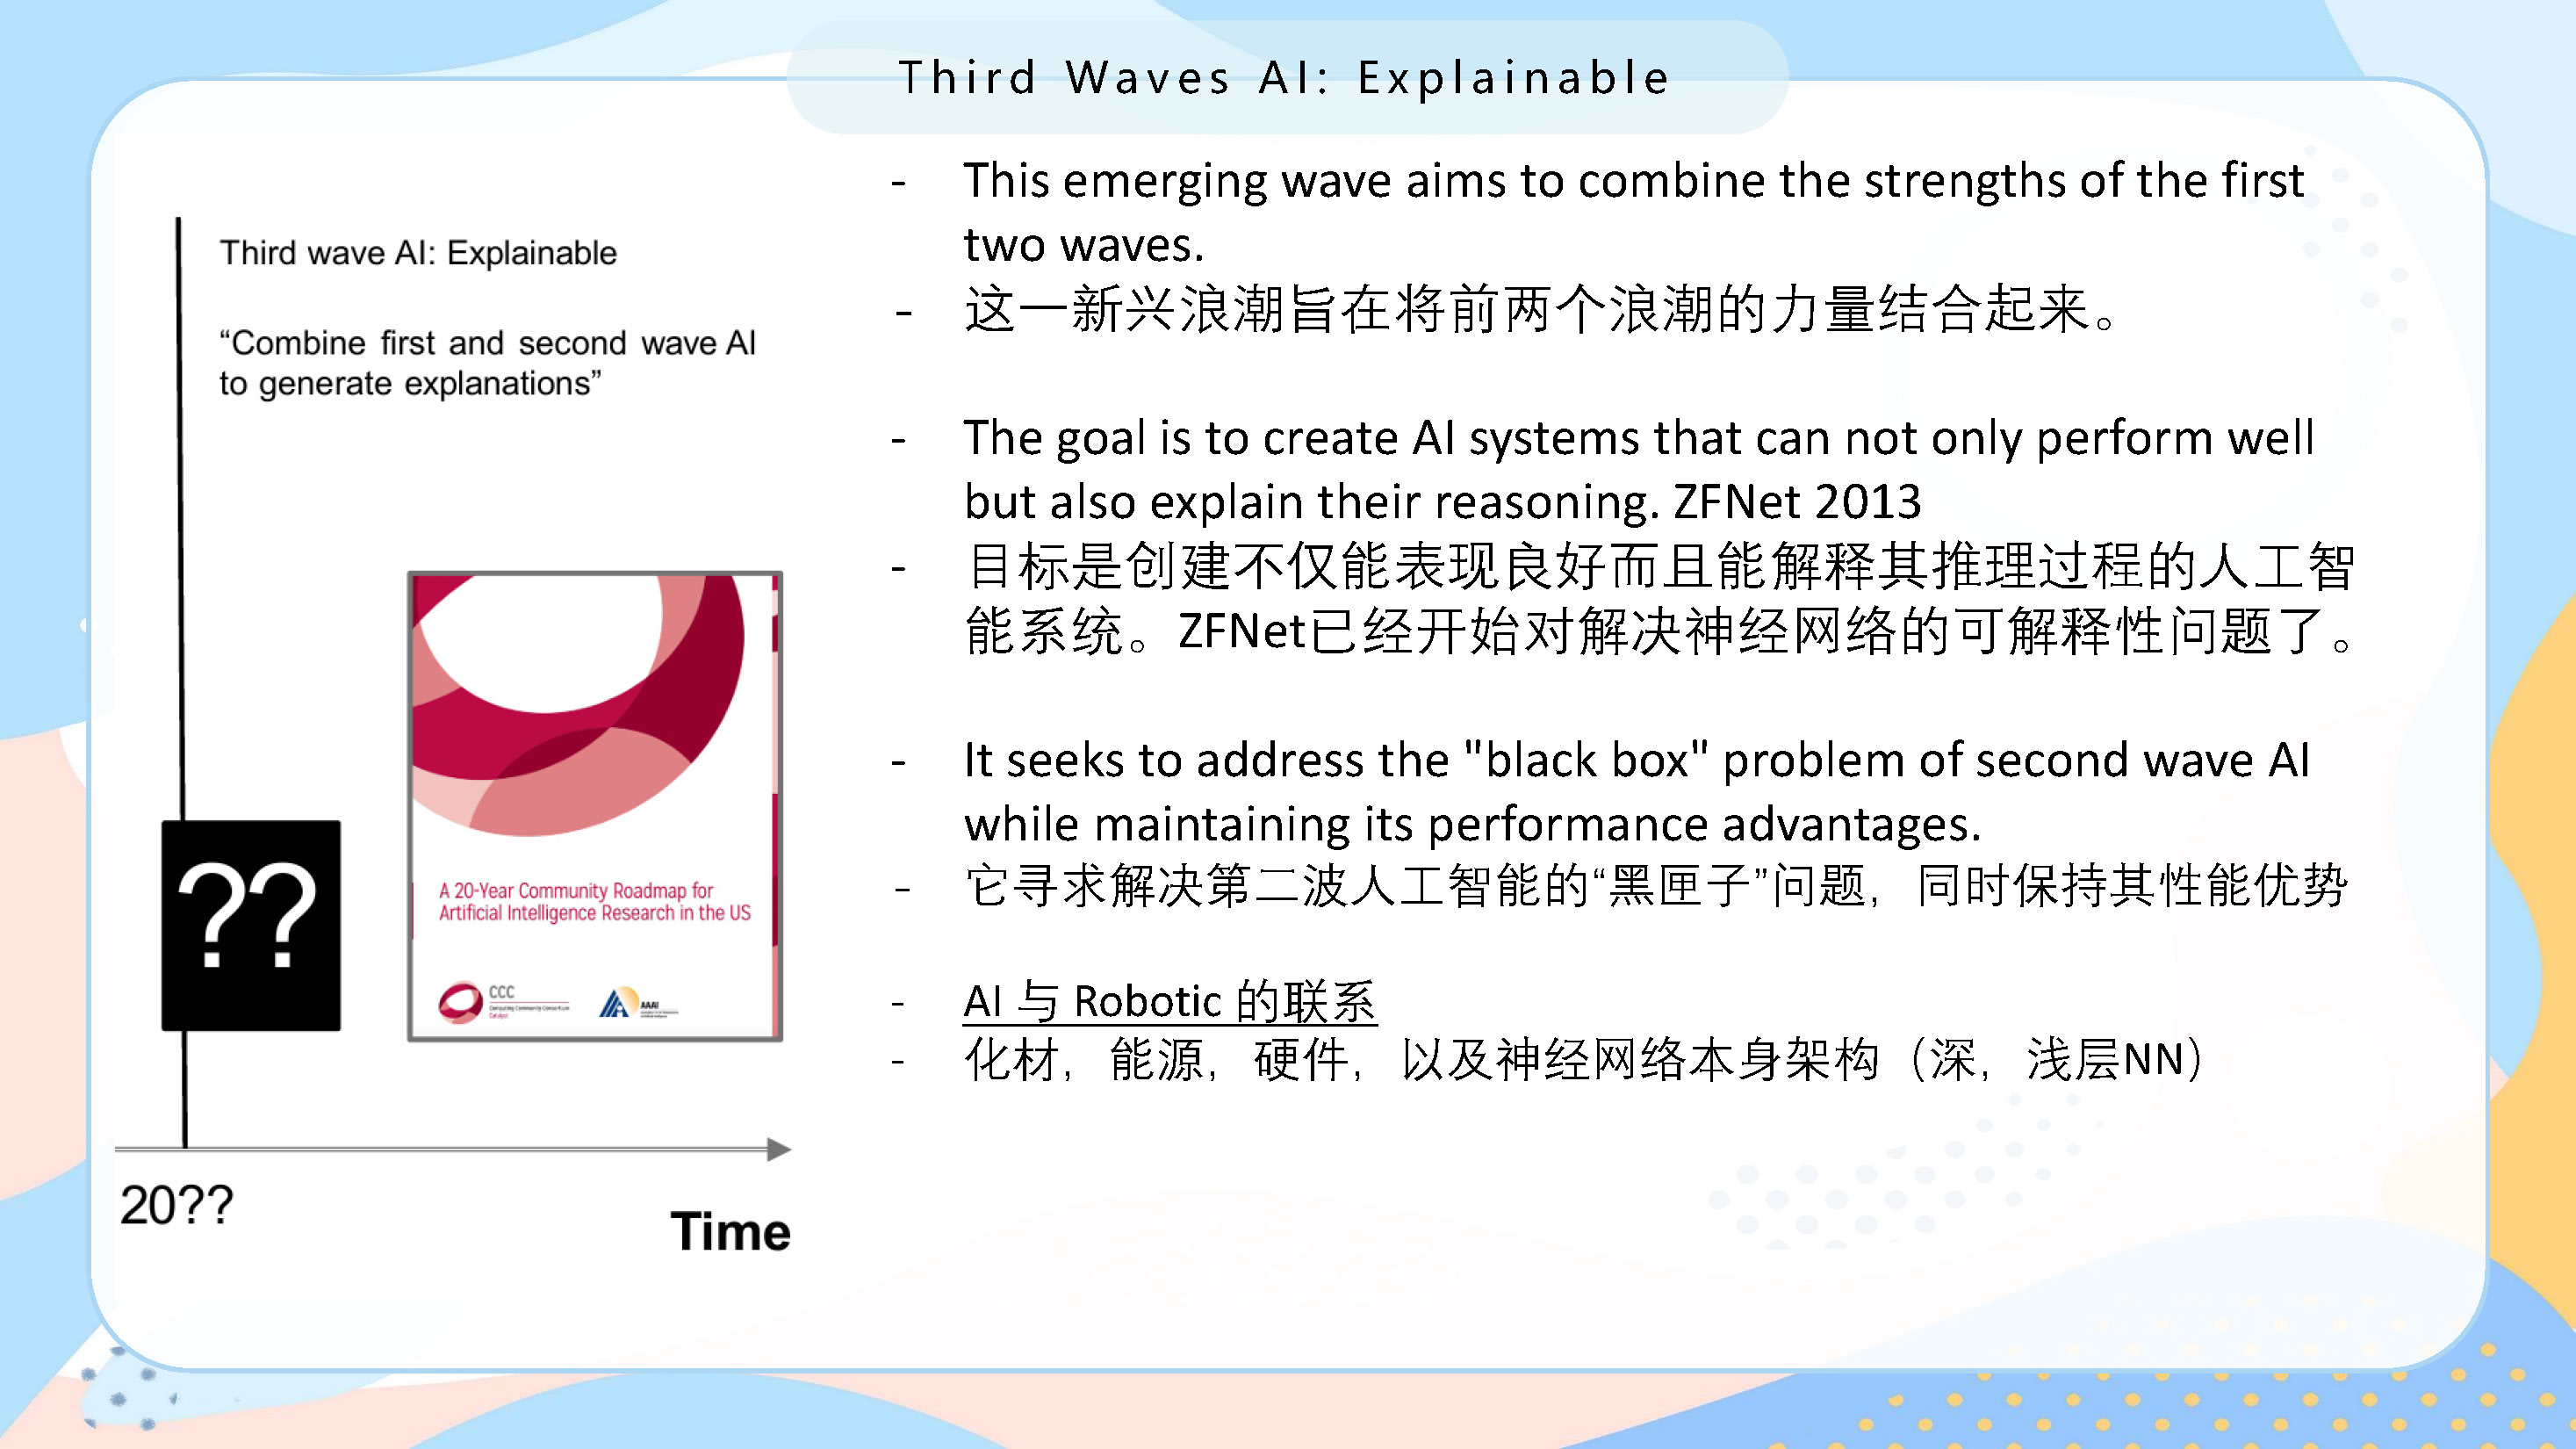 Third Waves AI: Explainable
Third wave AI: Explainable
“Combine first and second wave AI
to generate explanations”
??
A 20-Year Community Roadmap for
Artificial Intelligence Research in the US
CCC
Catalyst
AAAI
20??
Time
- This emerging wave aims to combine the strengths of the first
two waves.
- 这一新兴浪潮旨在将前两个浪潮的力量结合起来。
- The goal is to create AI systems that can not only perform well
but also explain their reasoning. ZFNet 2013
- 目标是创建不仅能表现良好而且能解释其推理过程的人工智
能系统。ZFNet已经开始对解决神经网络的可解释性问题了。
- It seeks to address the "black box" problem of second wave AI
while maintaining its performance advantages.
- 它寻求解决第二波人工智能的“黑匣子”问题，同时保持其性能优势
- AI 与 Robotic 的联系
- 化材，能源，硬件，以及神经网络本身架构（深，浅层NN）